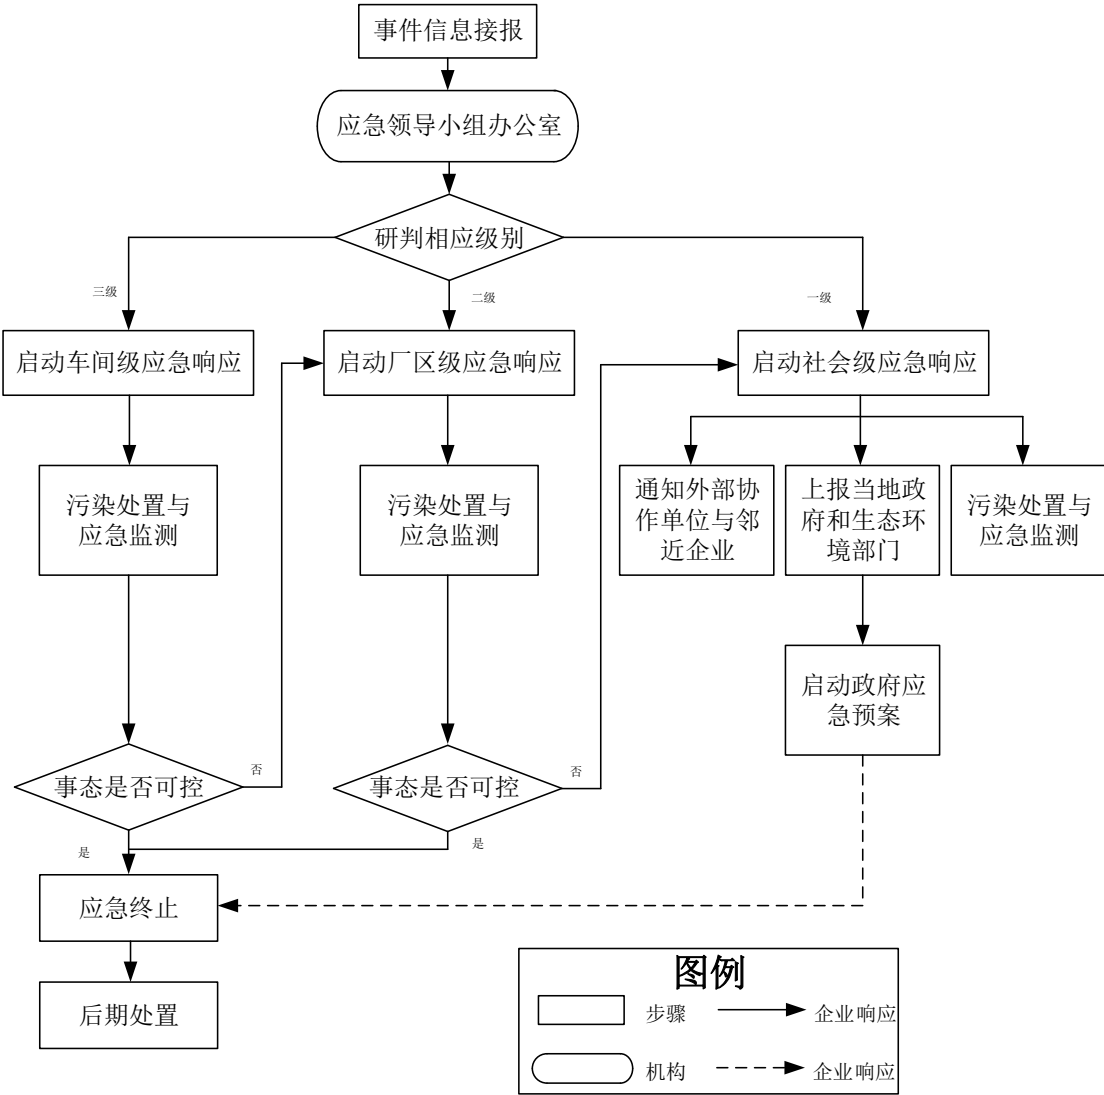 事件信息接报
应急领导小组办公室
研判相应级别
三级
二级
一级
启动车间级应急响应
启动厂区级应急响应
启动社会级应急响应
污染处置与
应急监测
污染处置与
应急监测
通知外部协
作单位与邻
近企业
上报当地政
府和生态环
境部门
污染处置与
应急监测
启动政府应
急预案
事态是否可控
否
事态是否可控
否
是
是
应急终止
后期处置
图例
步骤
企业响应
机构
企业响应